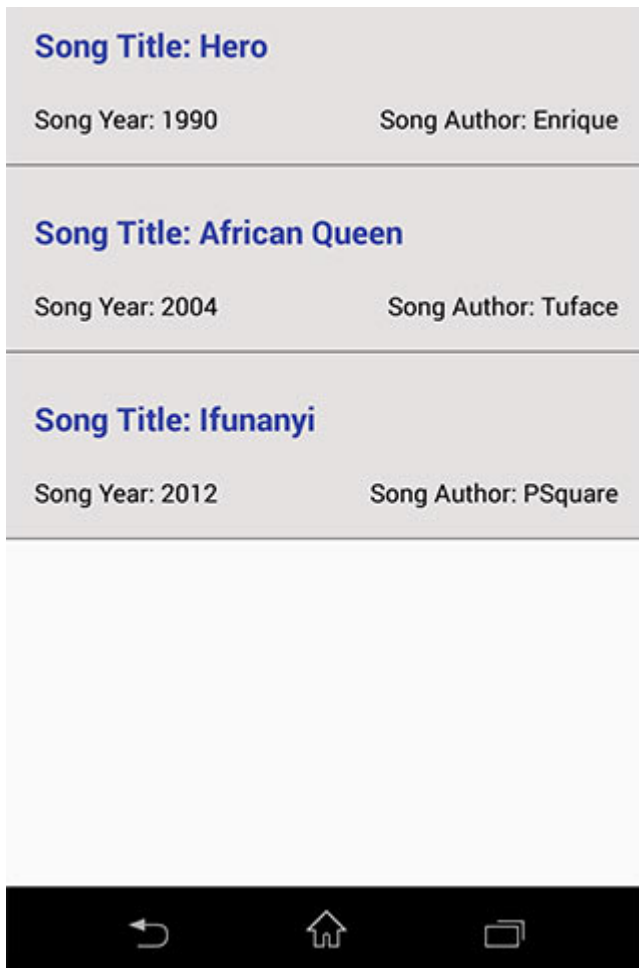 Song Title: Hero
Song Year: 1990 Song Author: Enrique
Song Title: African Queen
Song Year: 2004 Song Author: Tuface
Song Title: Ifunanyi
Song Year: 2012 Song Author: PSquare